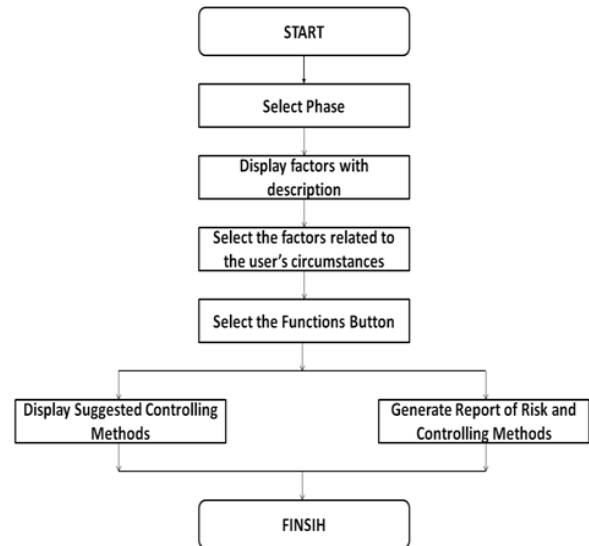 START
Select Phase
Display factors with
description
Select the factors related to
the user's circumstances
Select the Functions Button
Display Suggested Controlling
Methods
Generate Report of Risk and
Controlling Methods
FINSIH